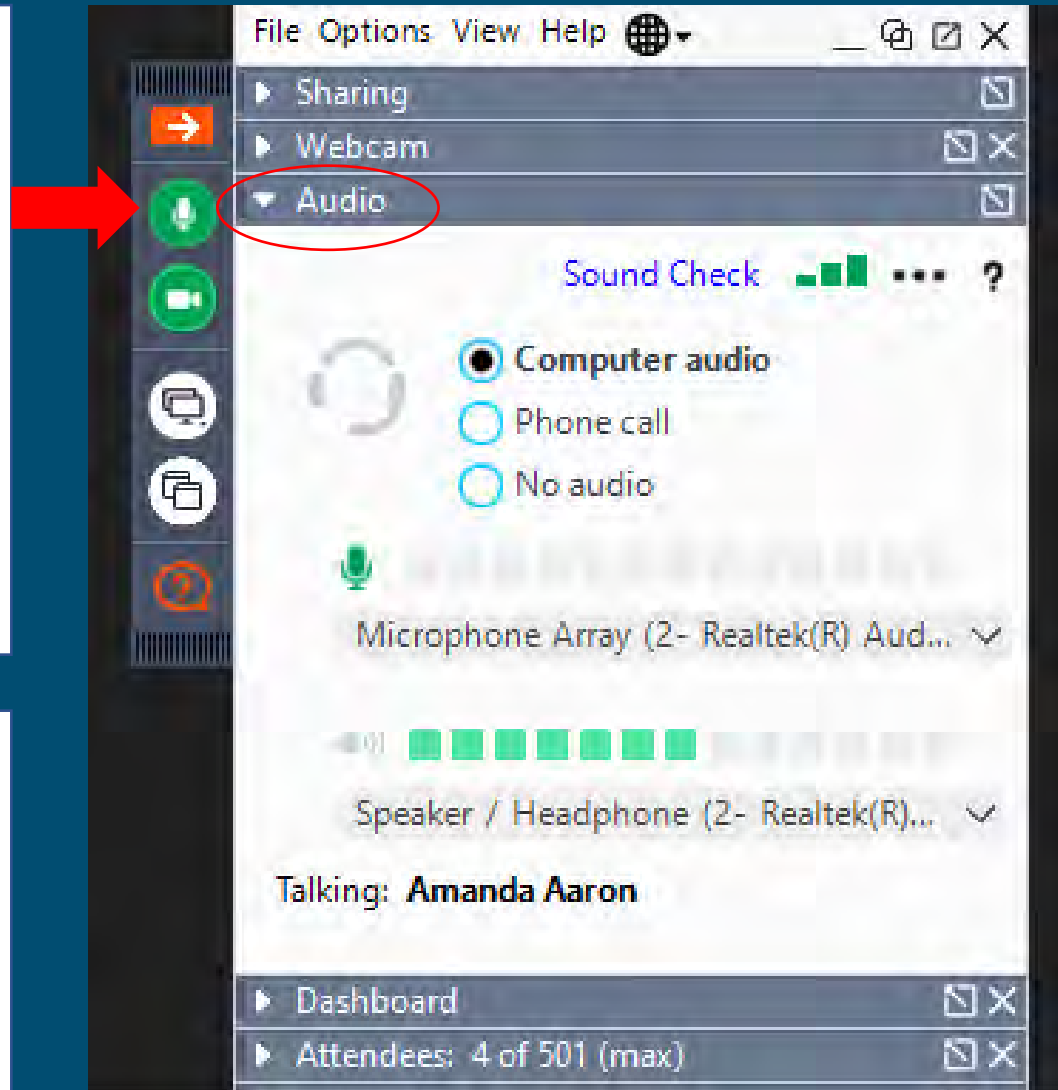 File Options View Help
Sharing
Webcam
Audio
Sound Check ... ?
Computer audio
Phone call
No audio
Microphone Array (2- Realtek(R) Aud...
Speaker / Headphone (2- Realtek(R)...
Talking: Amanda Aaron
Dashboard
Attendees: 4 of 501 (max)